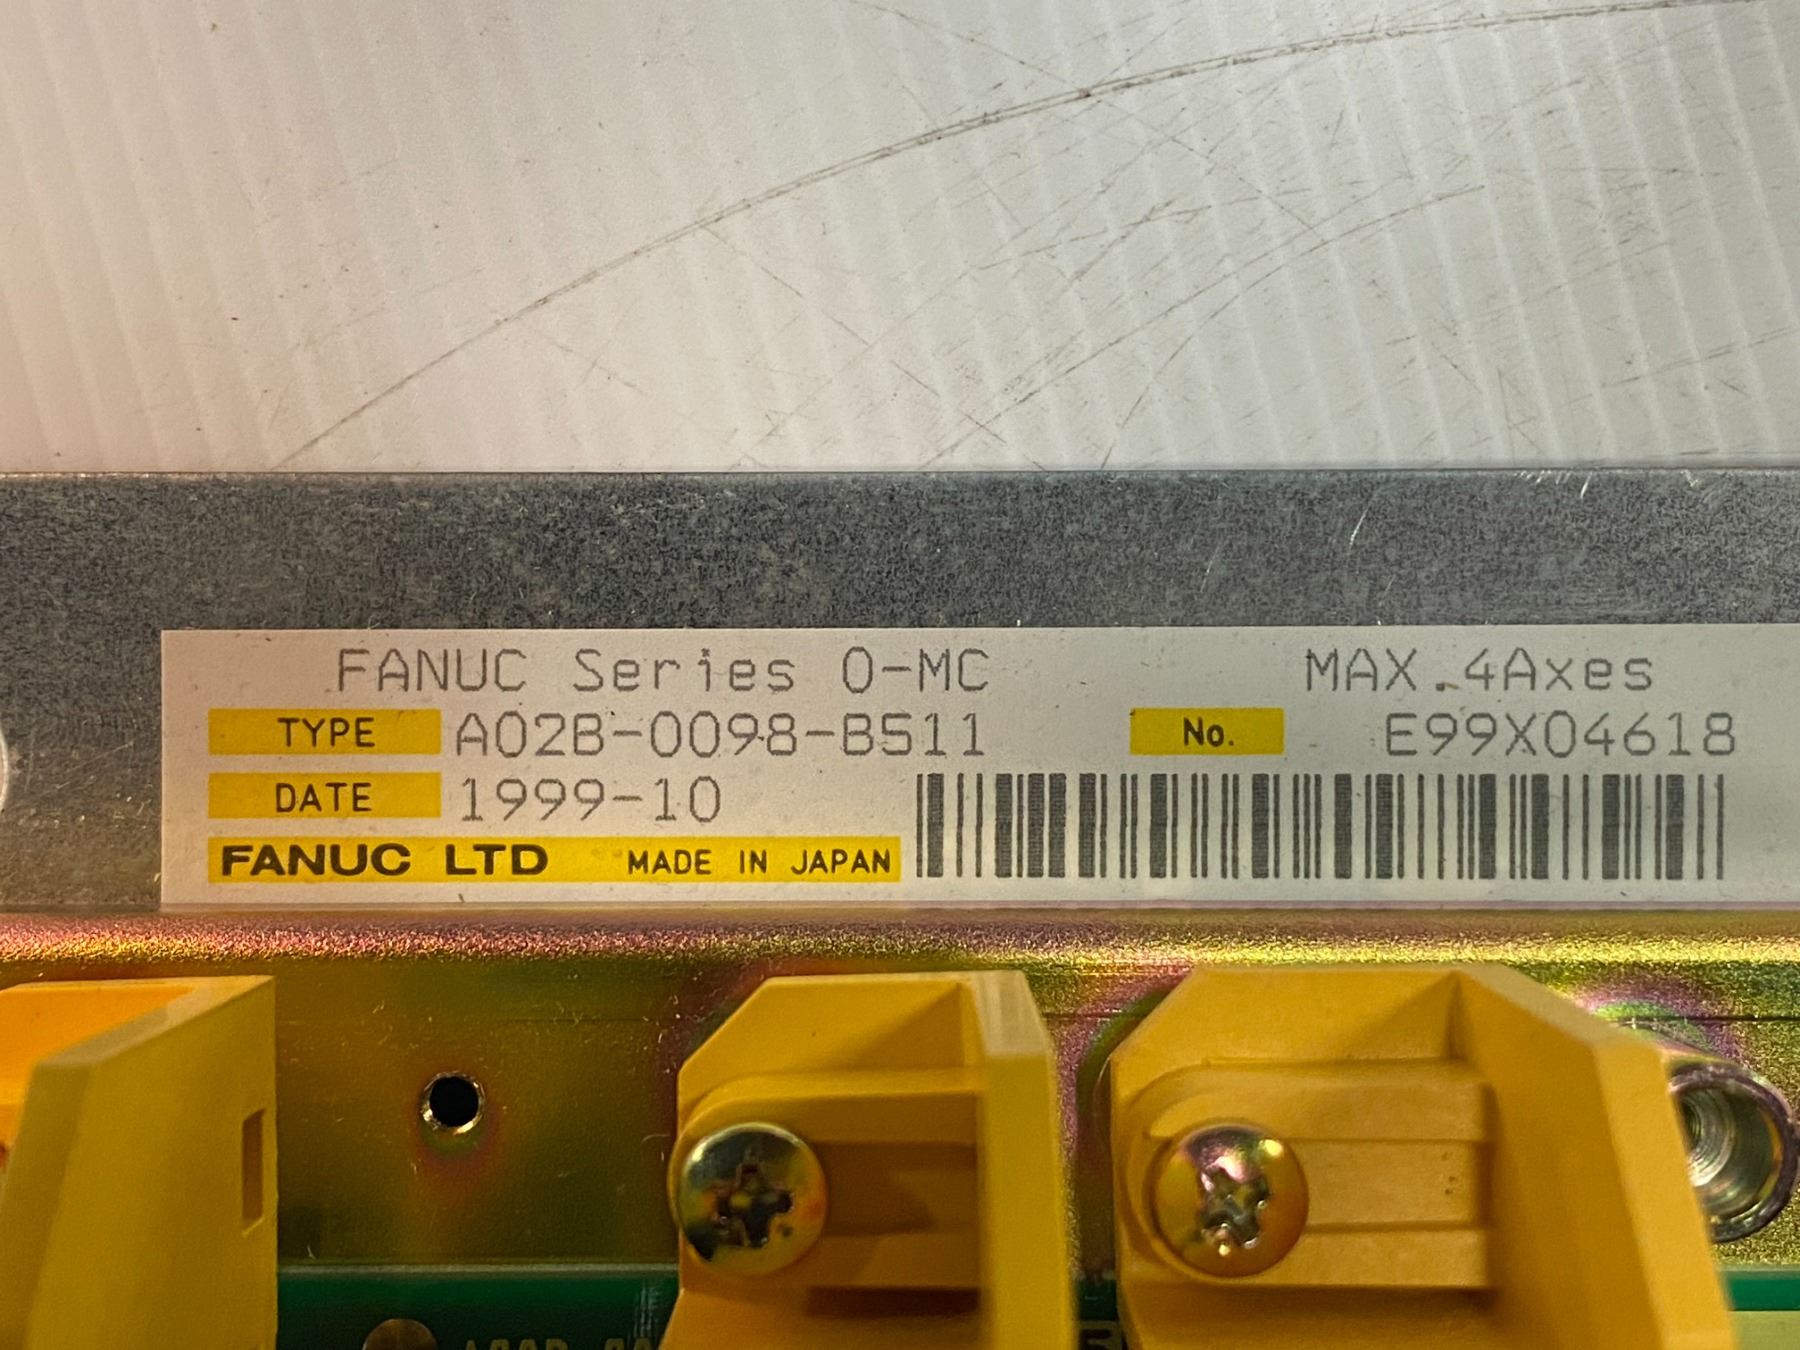 FANUC Series 0-MC MAX.4Axes
TYPE A02B-0098-B511 No. E99X04618
DATE 1999-10
FANUC LTD MADE IN JAPAN